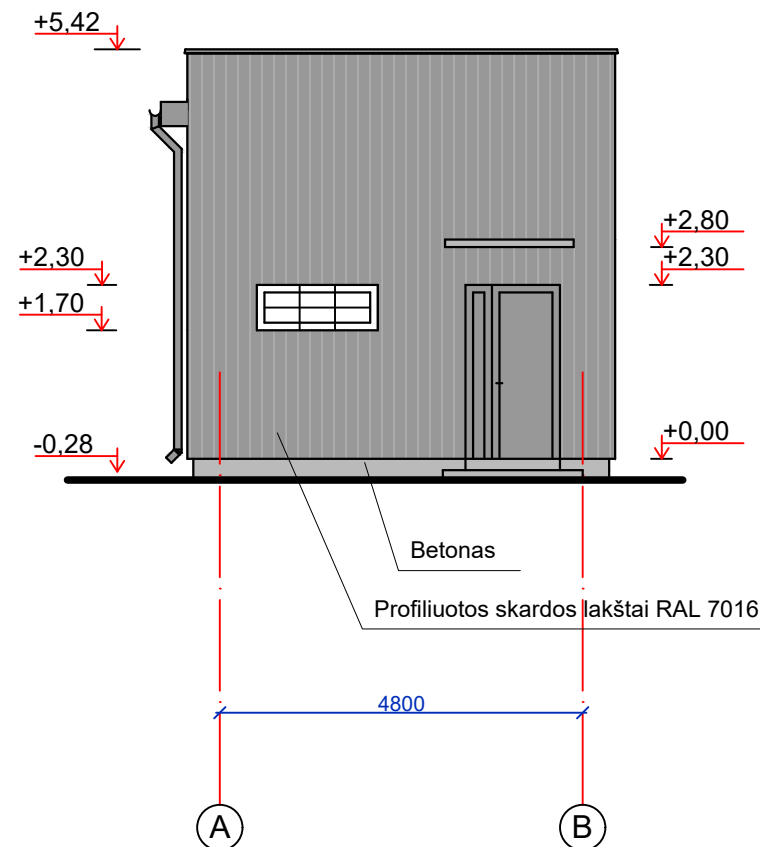 +5,42
+2,80
+2,30
+2,30
+1,70
-0,28
+0,00
Betonas
Profiliuotos skardos lakštai RAL 7016
4800
A
B